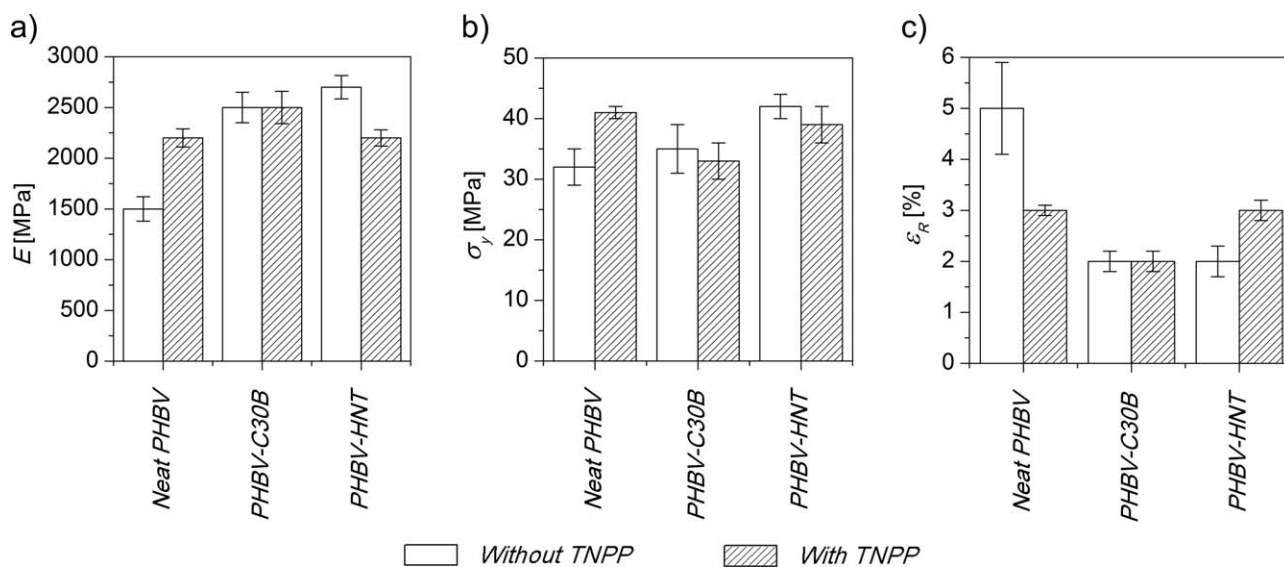 a)
3000
2500
2000
1500
1000
500
0
E [MPa]
Neat PHBV
PHBV-C30B
PHBV-HNT
b)
50
40
30
20
10
0
σy [MPa]
Neat PHBV
PHBV-C30B
PHBV-HNT
c)
6
5
4
3
2
1
0
εR [%]
Neat PHBV
PHBV-C30B
PHBV-HNT
Without TNPP
With TNPP